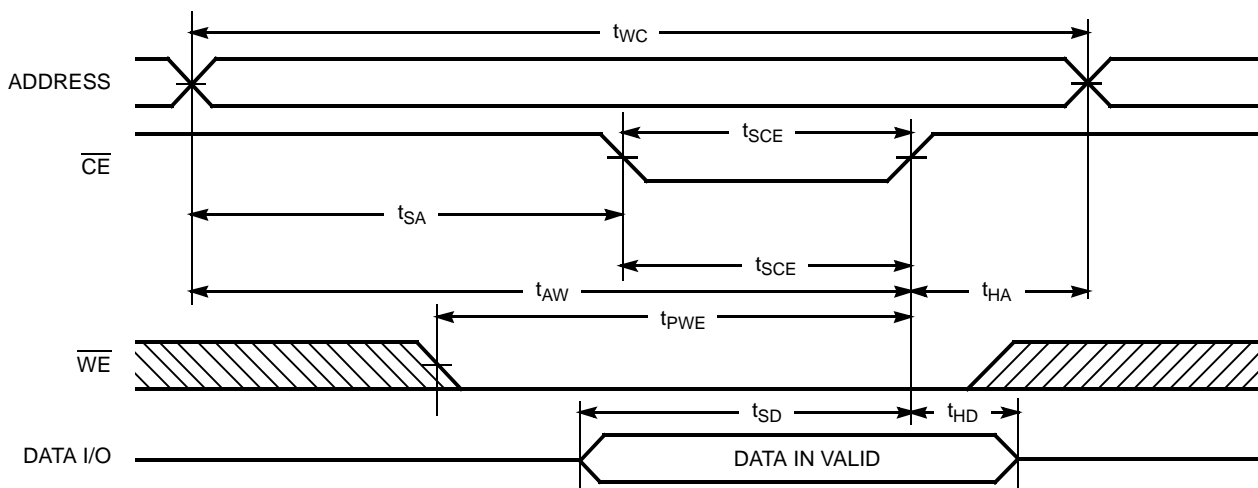 tWC
ADDRESS
tSCE
CE
tSA
tSCE
tAW
tHA
tPWE
WE
tSD
tHD
DATA I/O
DATA IN VALID